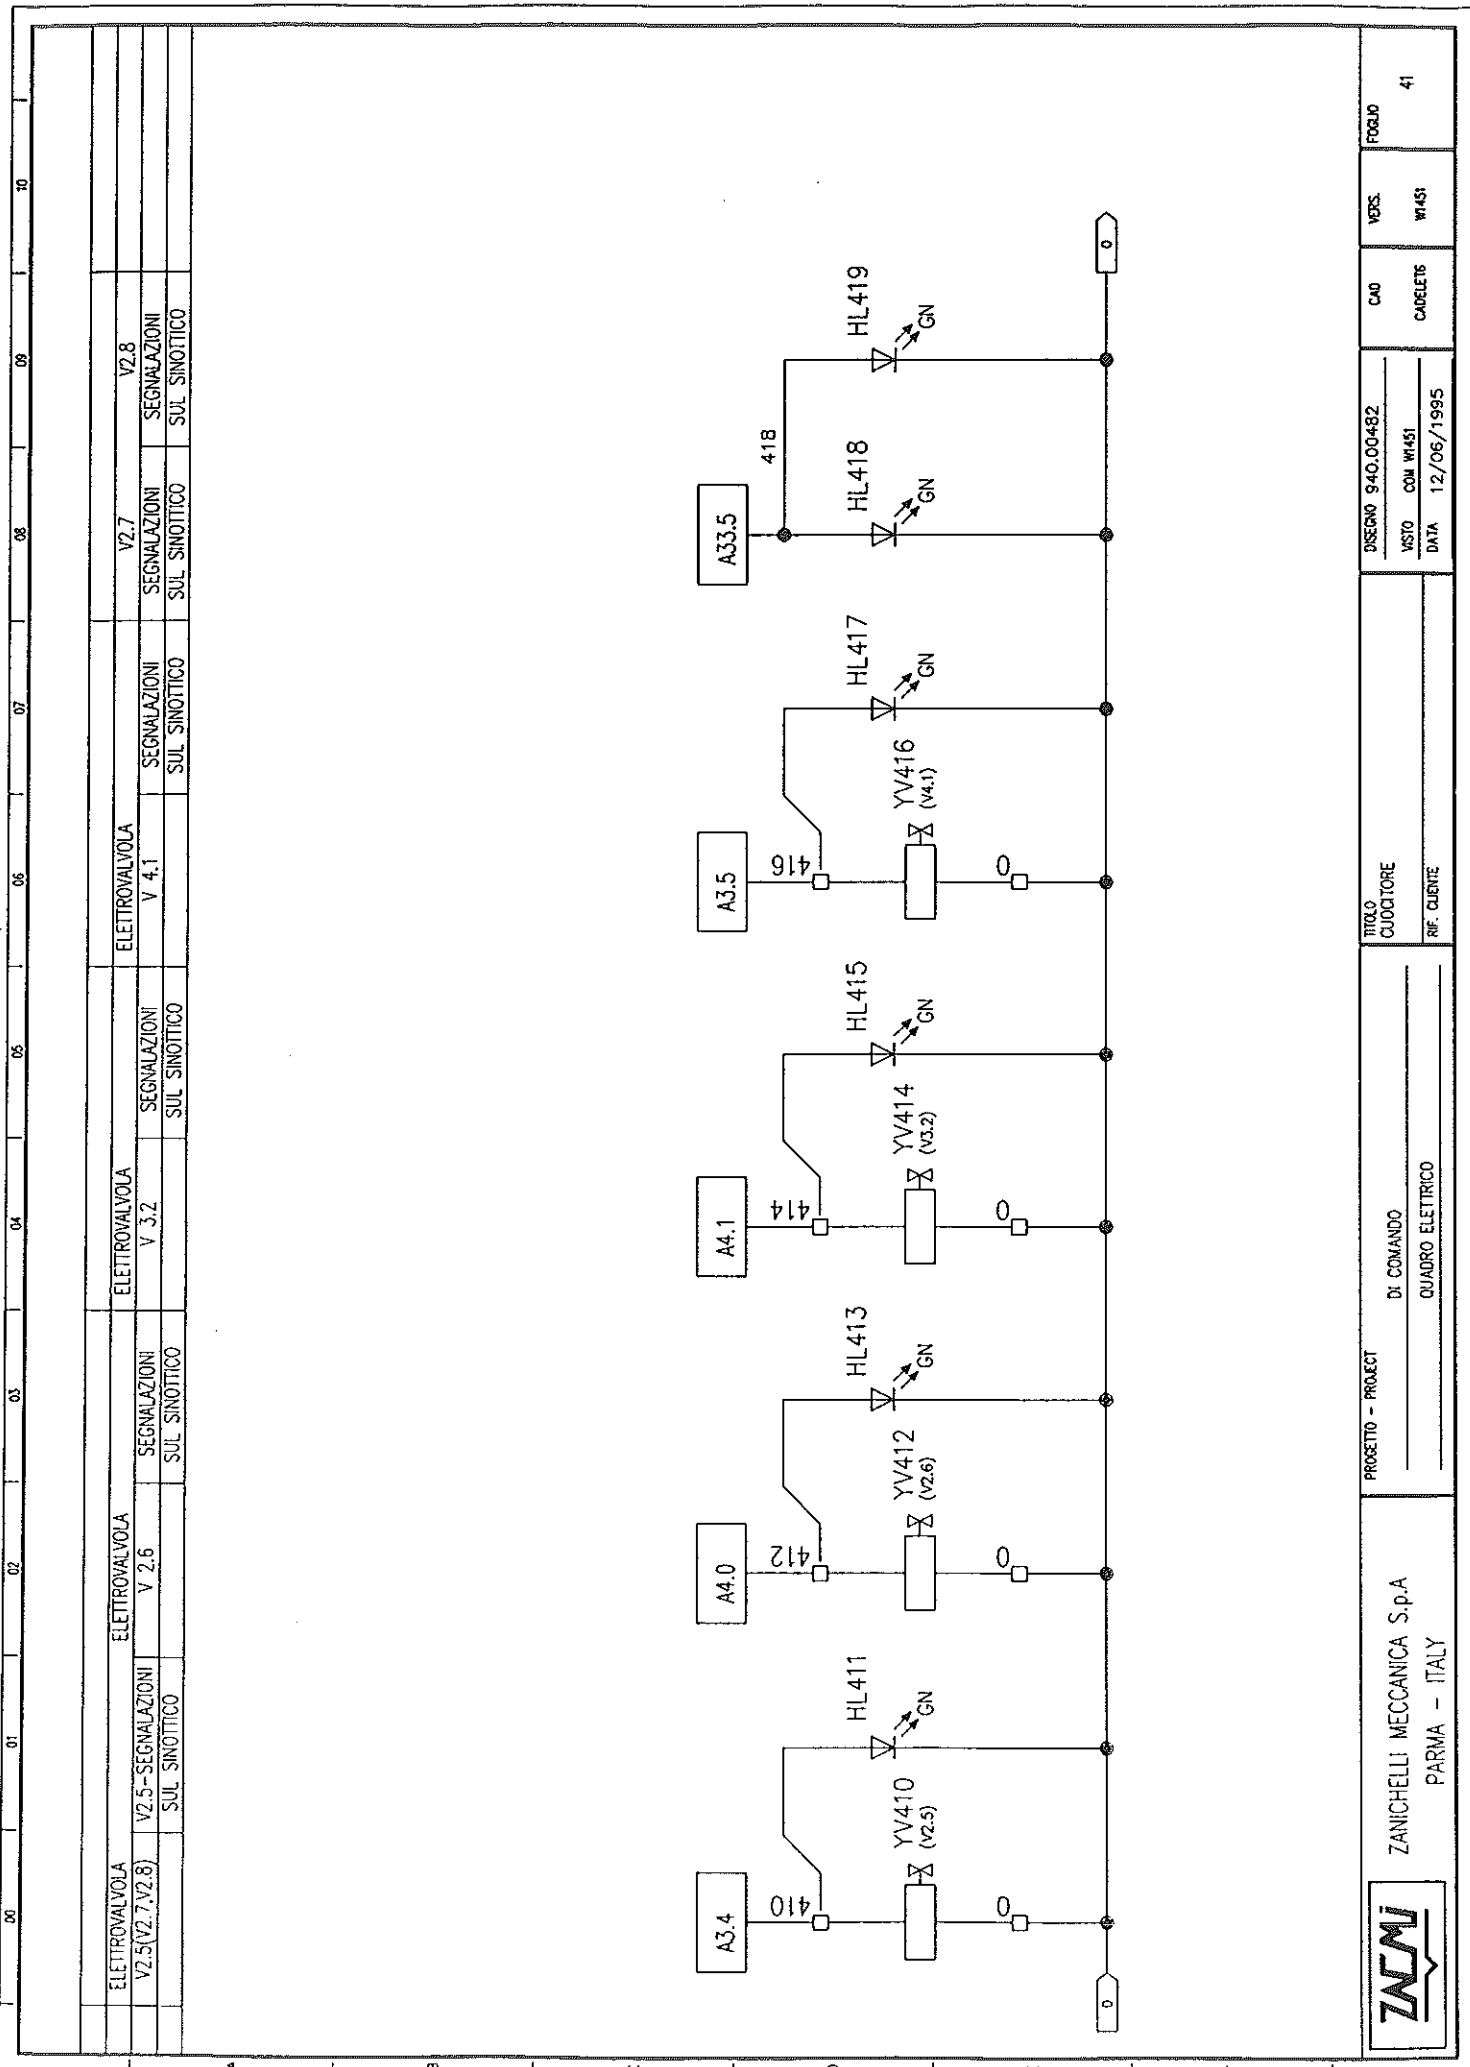 00 01 02 03 04 05 06 07 08 09 10
ELETTROVALVOLA ELETTROVALVOLA ELETTROVALVOLA ELETTROVALVOLA V2.7 V2.8
V2.5(V2.7,V2.8) V2.5-SEGNALAZIONI V 2.6 SEGNALAZIONI V 3.2 SEGNALAZIONI V 4.1 SEGNALAZIONI SEGNALAZIONI SEGNALAZIONI
SUL SINOTTICO SUL SINOTTICO SUL SINOTTICO SUL SINOTTICO SUL SINOTTICO SUL SINOTTICO
A3.4 A4.0 A4.1 A3.5 A33.5
410 412 414 416 418
HL411 HL413 HL415 HL417 HL418 HL419
YV410 YV412 YV414 YV416
(V2.5) (V2.6) (V3.2) (V4.1)
GN GN GN GN GN GN
0 0 0 0
0 0
ZACMI
ZANICHELLI MECCANICA S.p.A
PARMA - ITALY
PROGETTO - PROJECT
DI COMANDO
QUADRO ELETTRICO
TITOLO
CUOCITORE
RIF. CLIENTE
DISEGNO 940.00482
VISTO COM W1451
DATA 12/06/1995
CAD
CADELET6
VERS.
W1451
FOGLIO
41